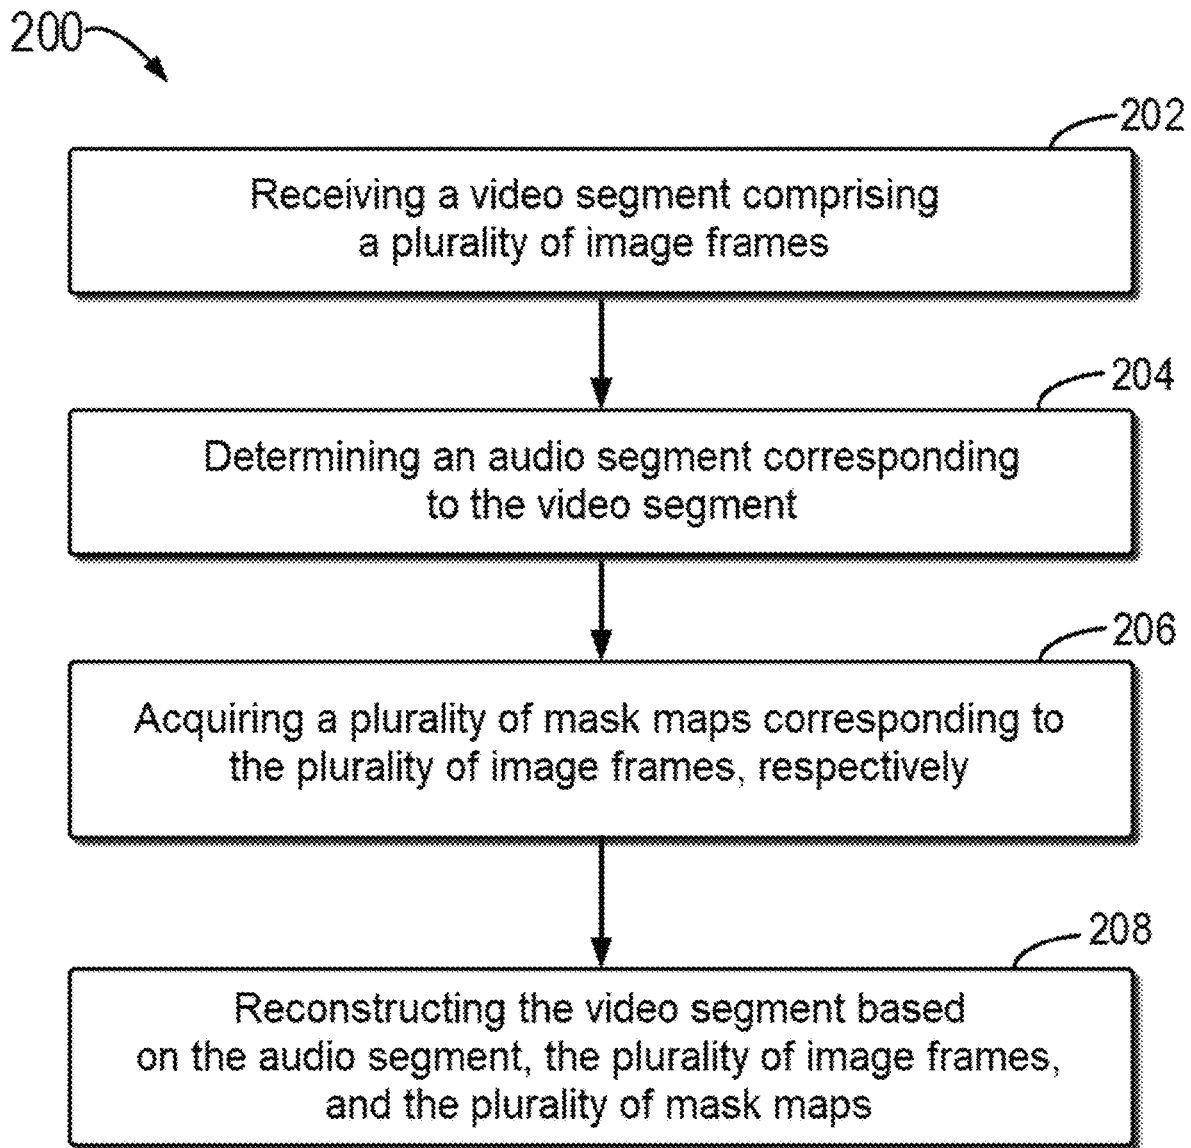 200
202
Receiving a video segment comprising
a plurality of image frames
204
Determining an audio segment corresponding
to the video segment
206
Acquiring a plurality of mask maps corresponding to
the plurality of image frames, respectively
208
Reconstructing the video segment based
on the audio segment, the plurality of image frames,
and the plurality of mask maps